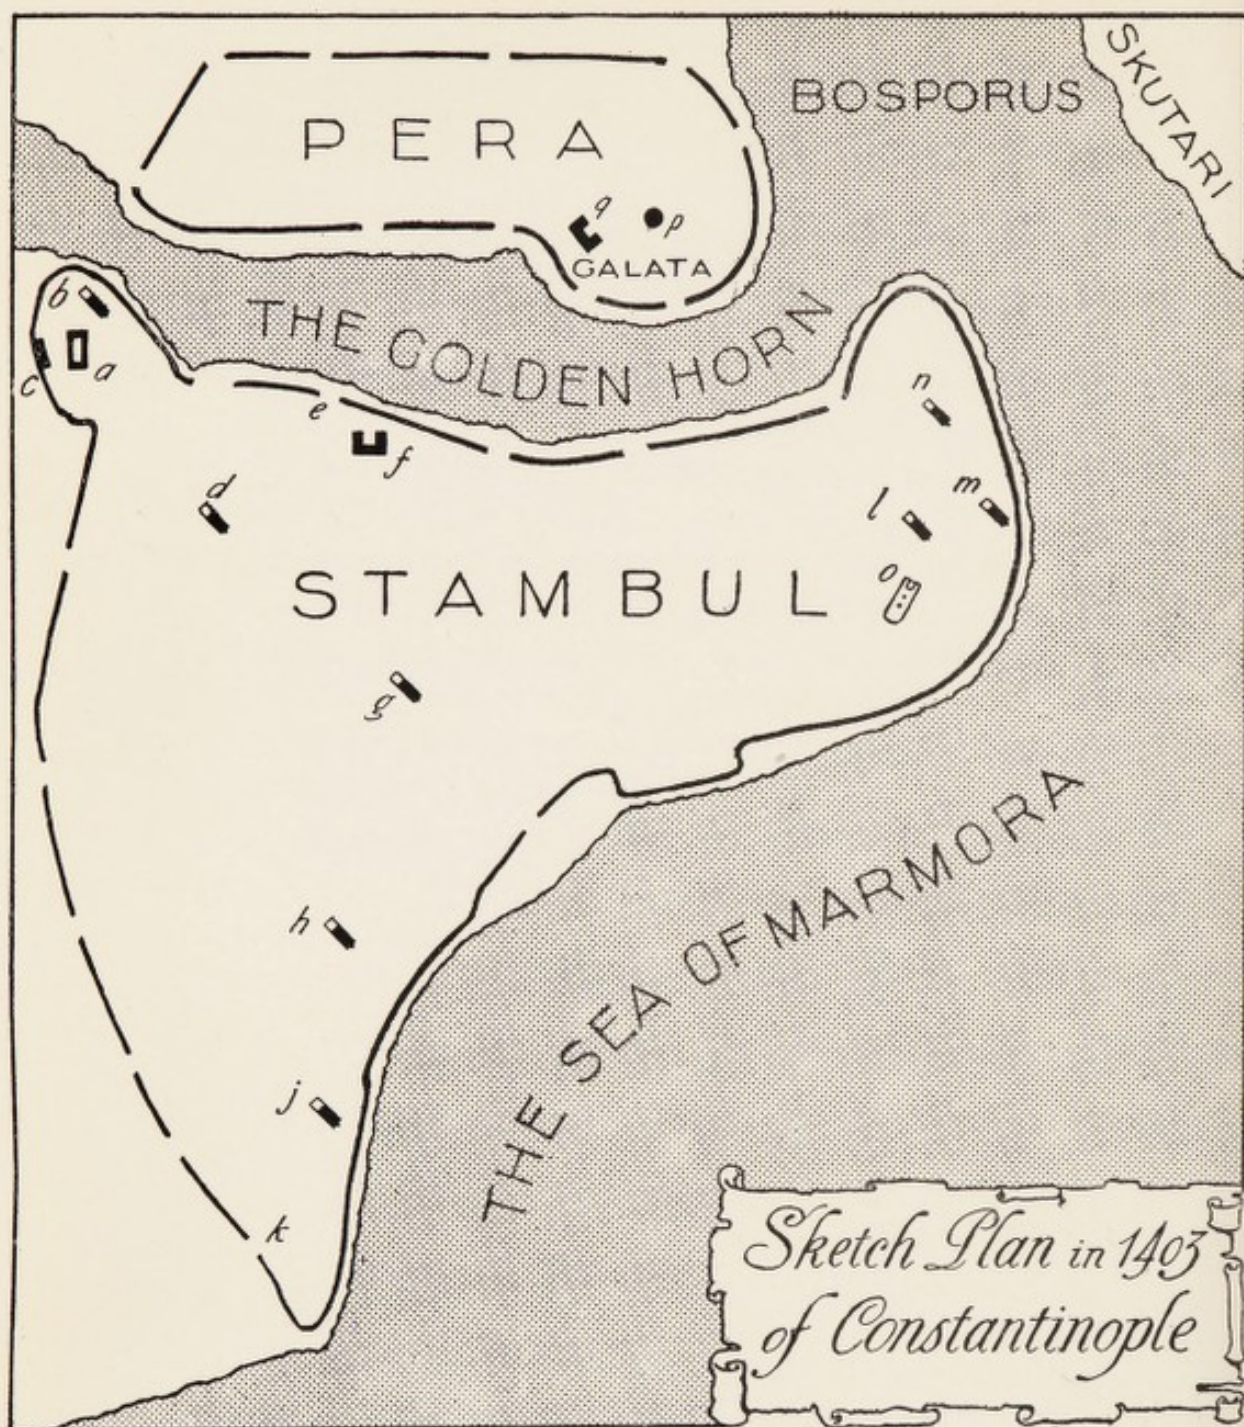 BOSPORUS
SKUTARI
PERA
q
p
GALATA
b
THE GOLDEN HORN
c
a
e
n
f
d
l
m
o
STAMBUL
g
h
THE SEA OF MARMORA
j
k
Sketch Plan in 1403
of Constantinople